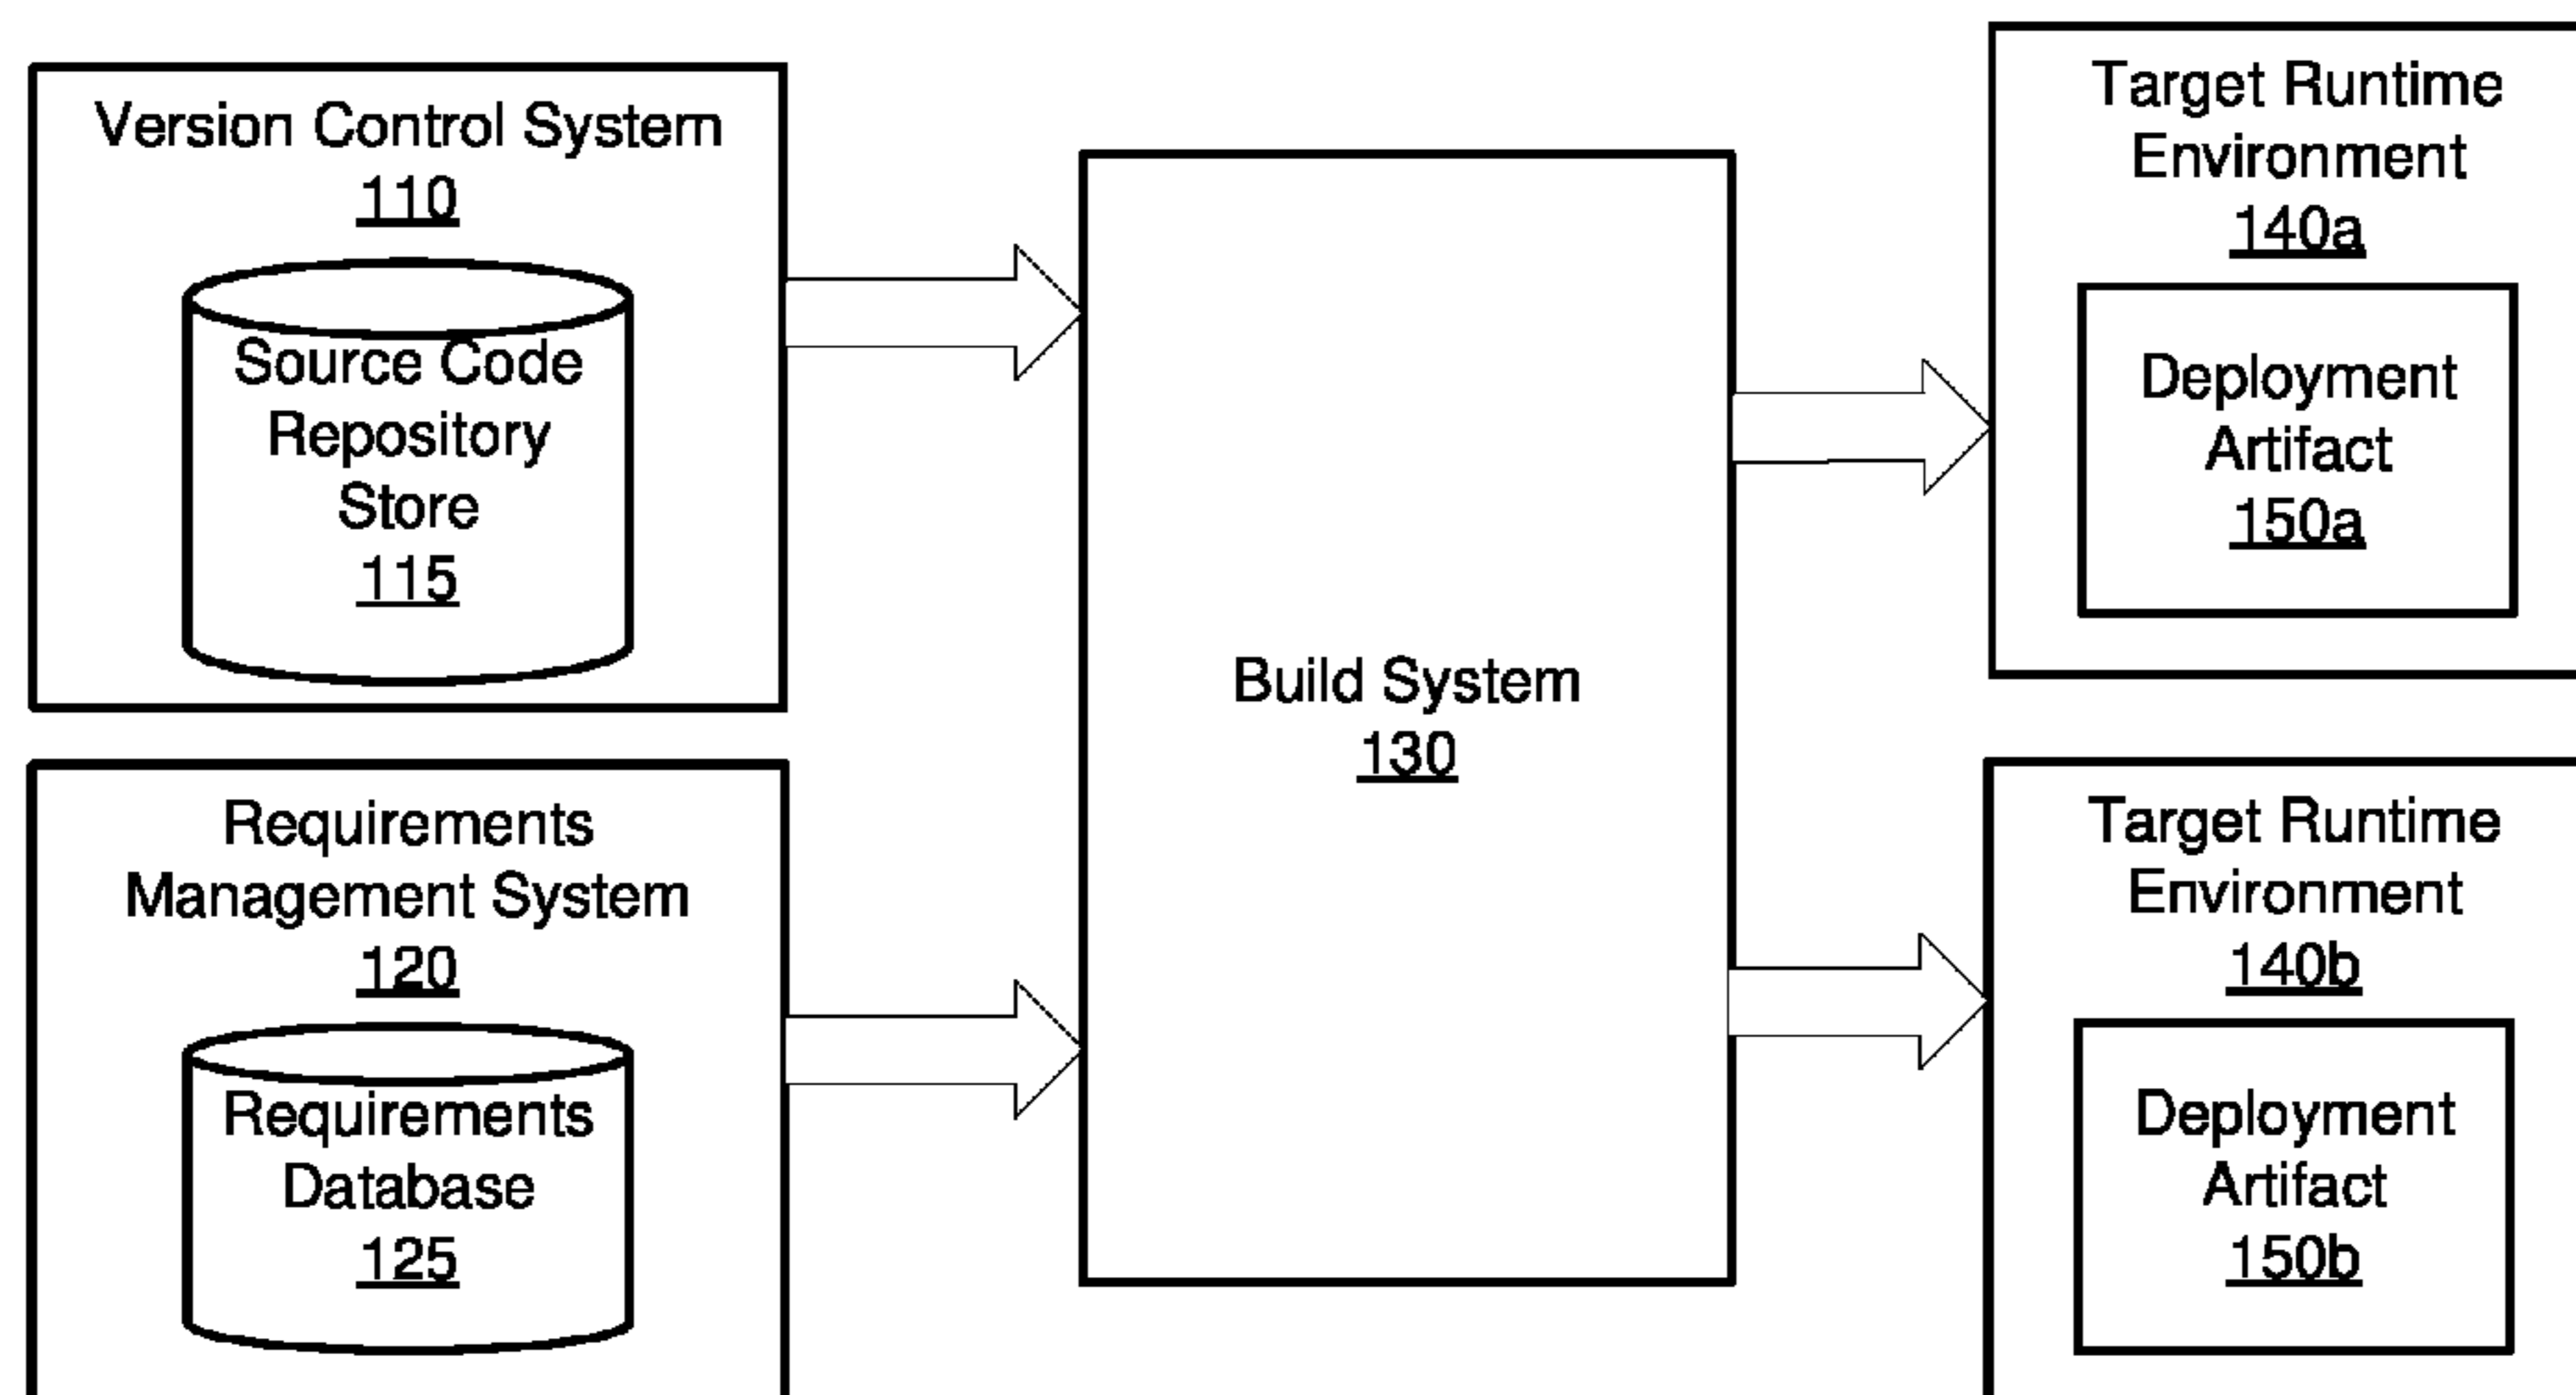 Version Control System
110
Source Code
Repository
Store
115
Requirements
Management System
120
Requirements
Database
125
Build System
130
Target Runtime
Environment
140a
Deployment
Artifact
150a
Target Runtime
Environment
140b
Deployment
Artifact
150b